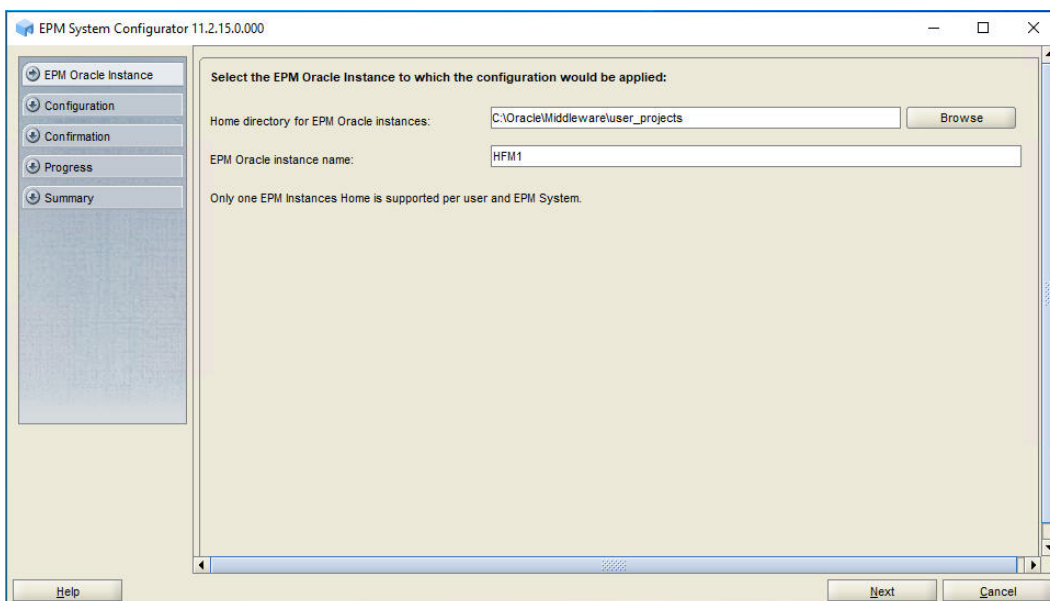 EPM System Configurator 11.2.15.0.000
EPM Oracle Instance
Configuration
Confirmation
Progress
Summary
Select the EPM Oracle Instance to which the configuration would be applied:
Home directory for EPM Oracle instances: C:\Oracle\Middleware\user_projects Browse
EPM Oracle instance name: HFM1
Only one EPM Instances Home is supported per user and EPM System.
Help Next Cancel